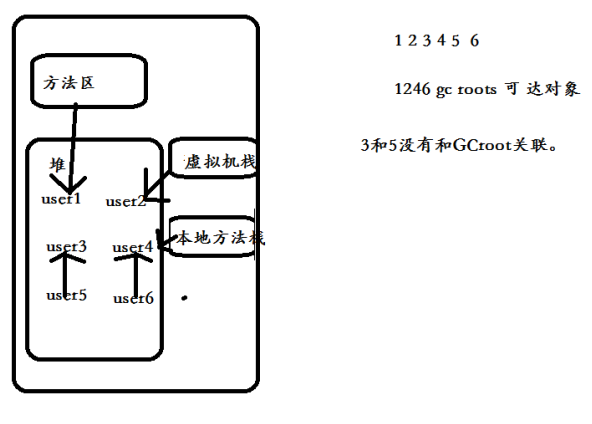 1 2 3 4 5 6
方法区
1246 gc roots 可 达对象
3和5没有和GCroot关联。
堆
虚拟机栈
user1 user2
本地方法栈
user3 user4
user5 user6